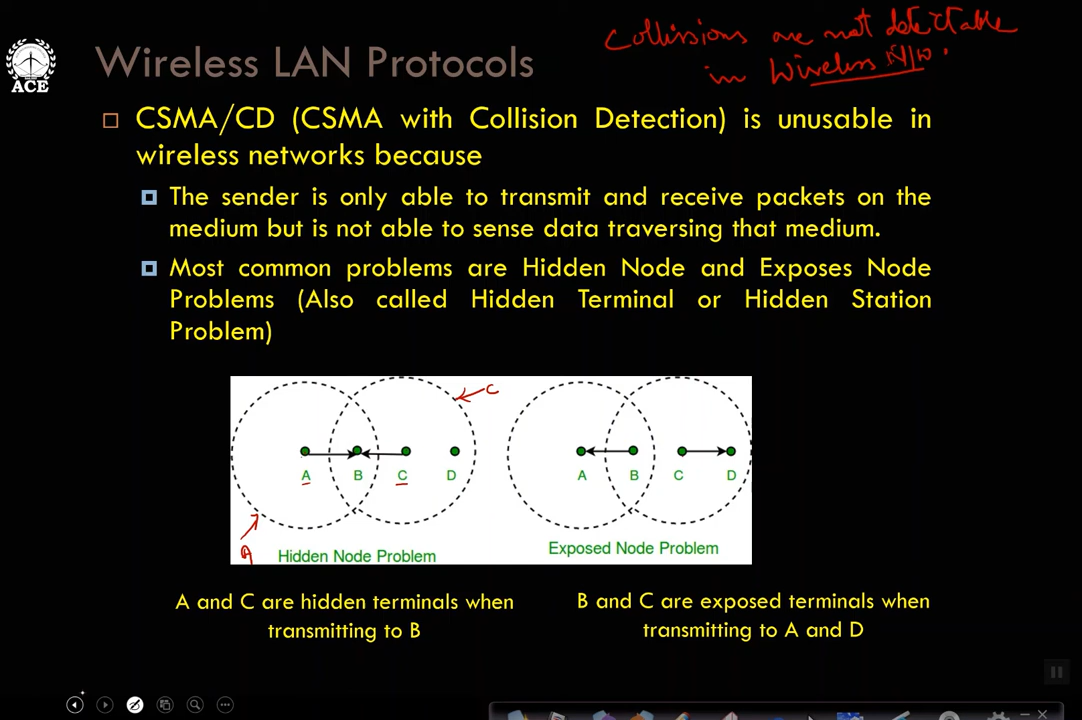 Collissions are not detectable
in Wireless N/w.
ACE
Wireless LAN Protocols
CSMA/CD (CSMA with Collision Detection) is unusable in
wireless networks because
The sender is only able to transmit and receive packets on the
medium but is not able to sense data traversing that medium.
Most common problems are Hidden Node and Exposes Node
Problems (Also called Hidden Terminal or Hidden Station
Problem)
C
A B C D
A B C D
A
Hidden Node Problem
Exposed Node Problem
A and C are hidden terminals when
transmitting to B
B and C are exposed terminals when
transmitting to A and D